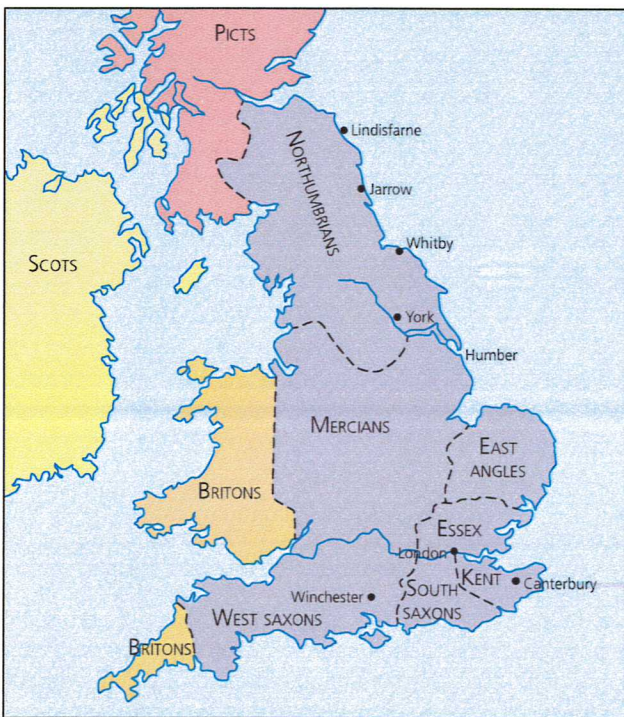 PICTS
Lindisfarne
NORTHUMBRIANS
Jarrow
Whitby
SCOTS
York
Humber
MERCIANS
EAST
ANGLES
BRITONS
ESSEX
London
KENT
Canterbury
Winchester
SOUTH
SAXONS
WEST SAXONS
BRITONS